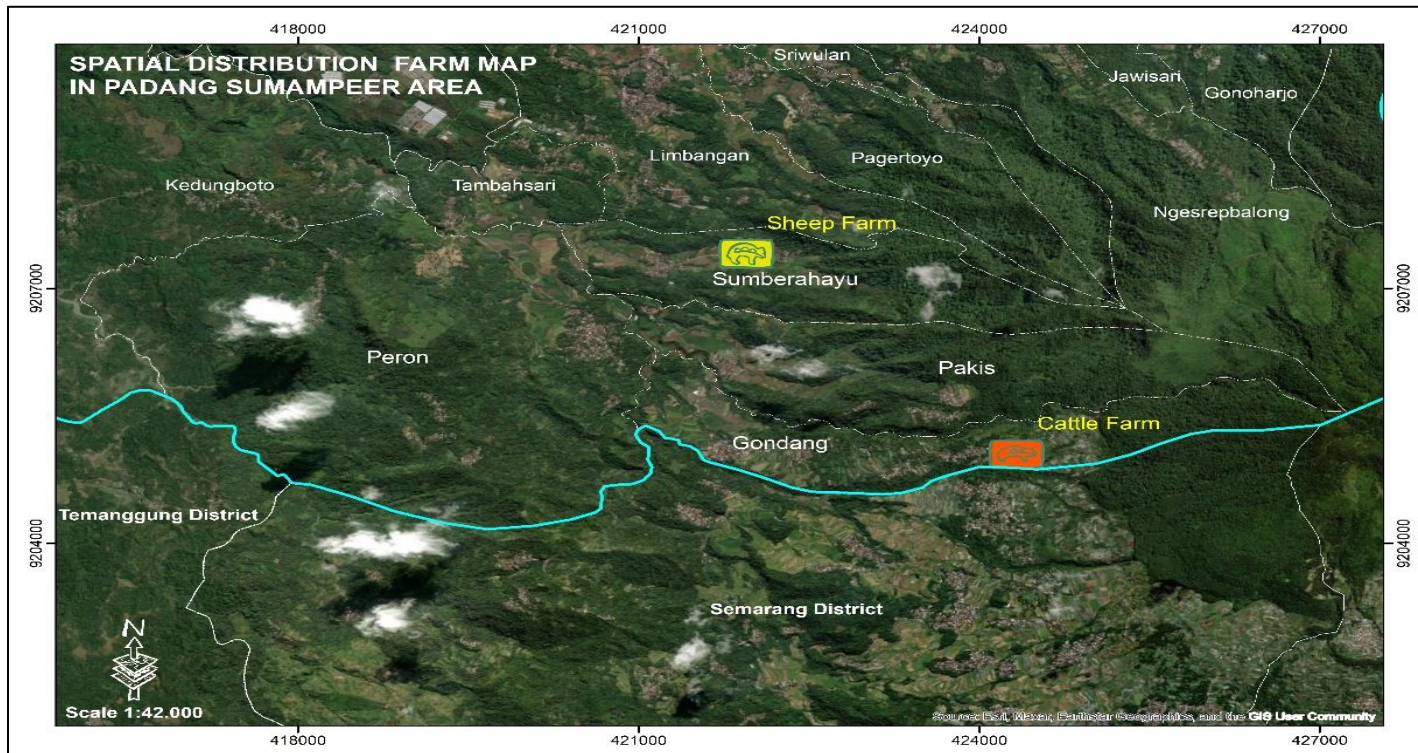 418000
421000
424000
427000
SPATIAL DISTRIBUTION FARM MAP
IN PADANG SUMAMPEER AREA
Sriwulan
Jawisari
Gonoharjo
Limbangan
Pagertoyo
Kedungboto
Tambahsari
Ngesrepbalong
Sheep Farm
Sumberahayu
9207000
9207000
Peron
Pakis
Cattle Farm
Gondang
Temanggung District
9204000
9204000
Semarang District
N
Scale 1:42.000
Source: Esri, Maxar, Earthstar Geographics, and the GIS User Community
418000
421000
424000
427000